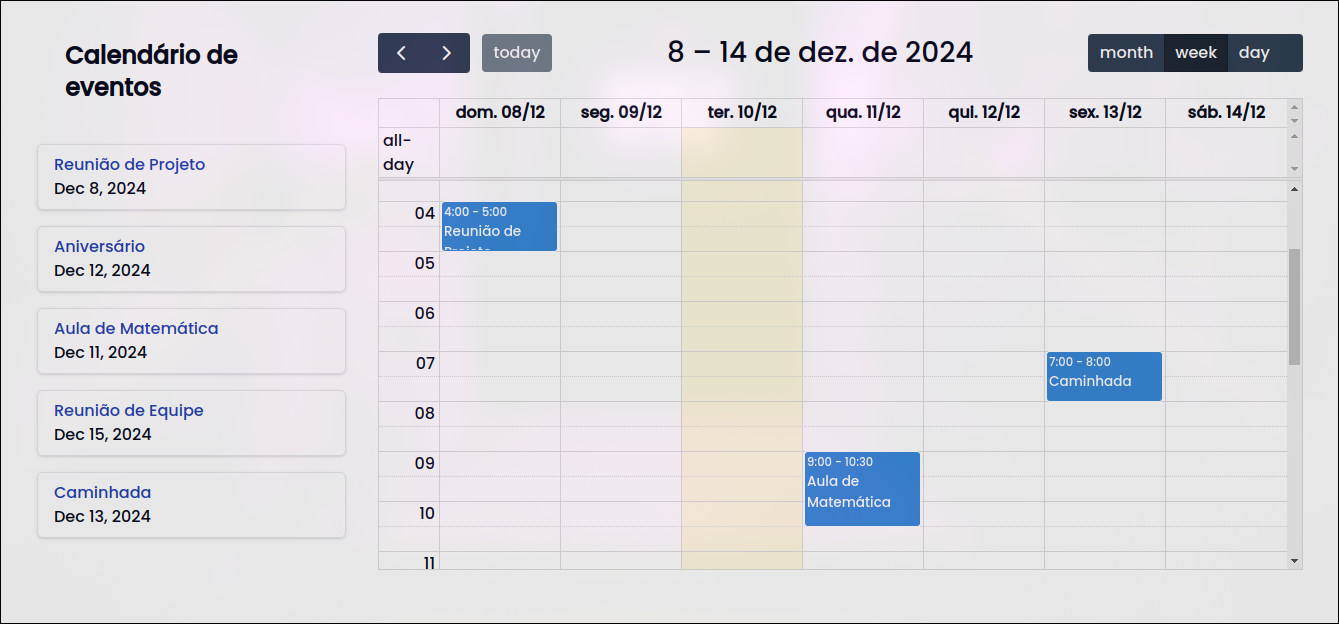 Calendário de
eventos
Reunião de Projeto
Dec 8, 2024
Aniversário
Dec 12, 2024
Aula de Matemática
Dec 11, 2024
Reunião de Equipe
Dec 15, 2024
Caminhada
Dec 13, 2024
today
8 – 14 de dez. de 2024
month week day
dom. 08/12 seg. 09/12 ter. 10/12 qua. 11/12 qui. 12/12 sex. 13/12 sáb. 14/12
all-
day
04
4:00 - 5:00
Reunião de
Projeto
05
06
07
7:00 - 8:00
Caminhada
08
09
9:00 - 10:30
Aula de
Matemática
10
11